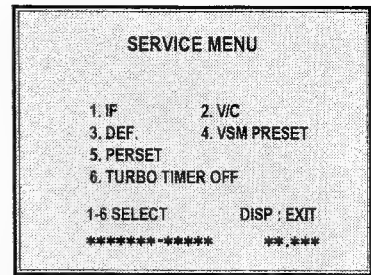 SERVICE MENU
1. IF 2. V/C
3. DEF. 4. VSM PRESET
5. PERSET
6. TURBO TIMER OFF
1-6 SELECT DISP : EXIT
*******-***** **.***